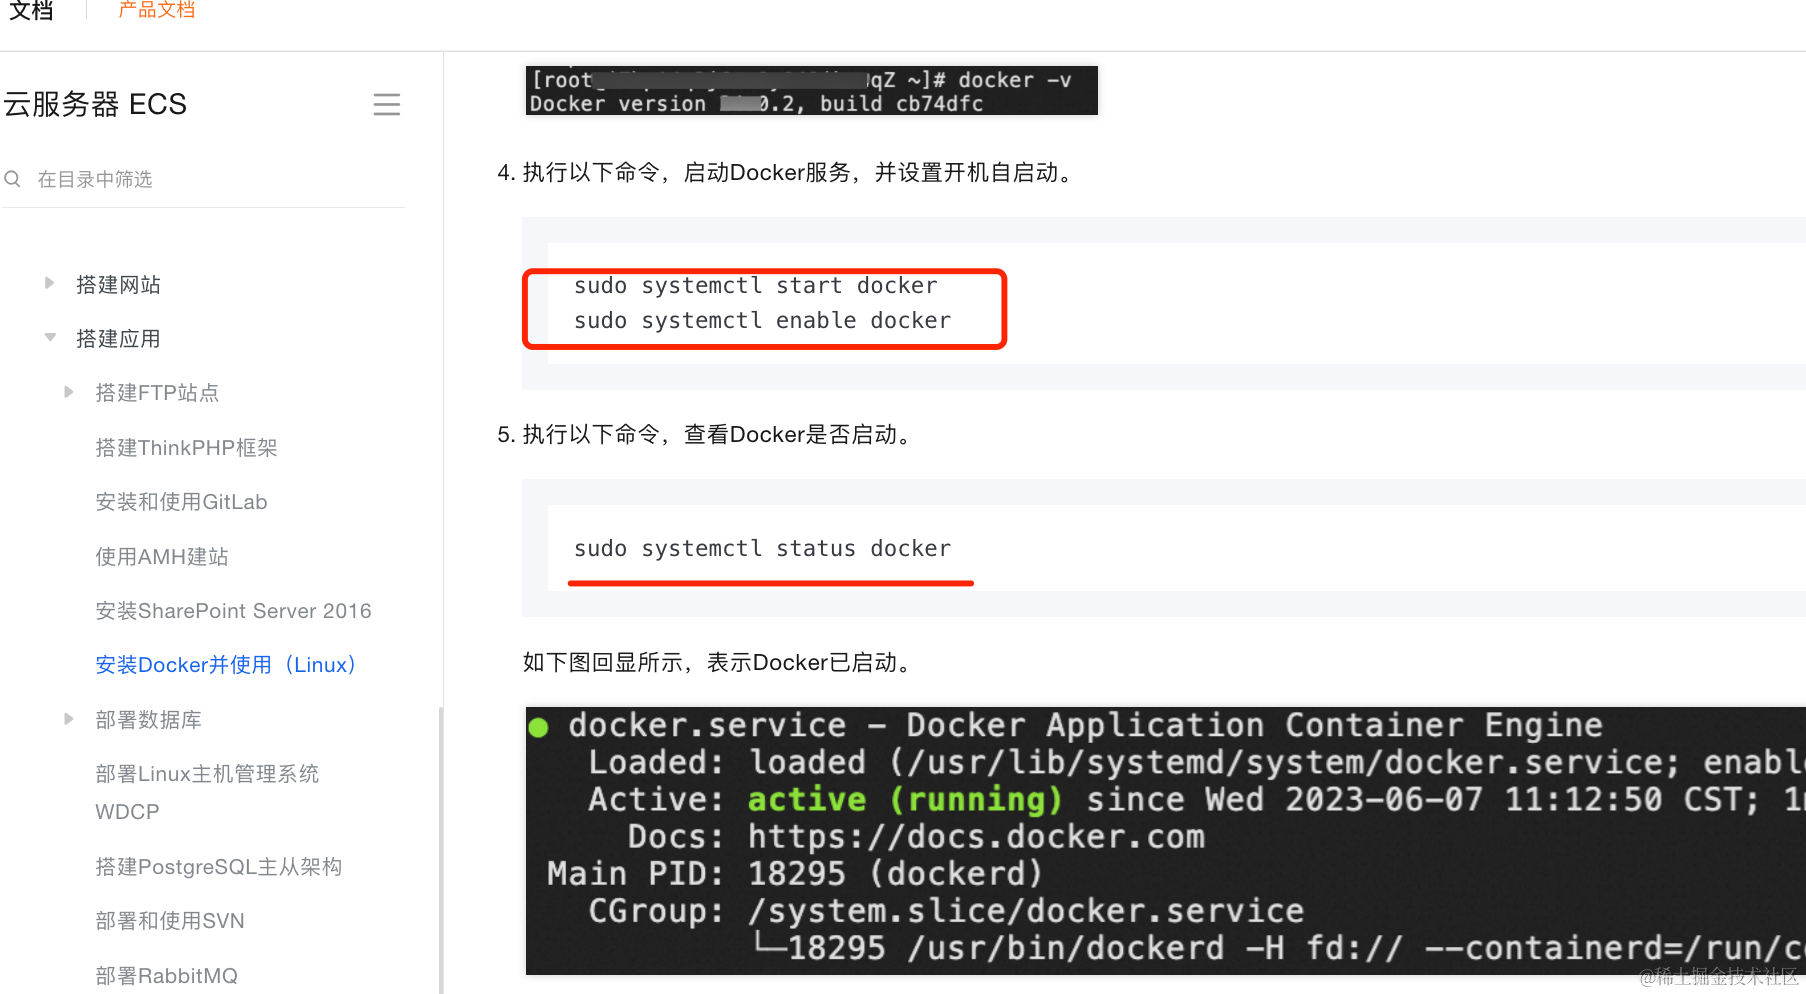 文档
产品文档
云服务器 ECS
在目录中筛选
搭建网站
搭建应用
搭建FTP站点
搭建ThinkPHP框架
安装和使用GitLab
使用AMH建站
安装SharePoint Server 2016
安装Docker并使用（Linux）
部署数据库
部署Linux主机管理系统
WDCP
搭建PostgreSQL主从架构
部署和使用SVN
部署RabbitMQ
[root qZ ~]# docker -v
Docker version 0.2, build cb74dfc
4. 执行以下命令，启动Docker服务，并设置开机自启动。
sudo systemctl start docker
sudo systemctl enable docker
5. 执行以下命令，查看Docker是否启动。
sudo systemctl status docker
如下图回显所示，表示Docker已启动。
● docker.service - Docker Application Container Engine
Loaded: loaded (/usr/lib/systemd/system/docker.service; enabl
Active: active (running) since Wed 2023-06-07 11:12:50 CST; 1
Docs: https://docs.docker.com
Main PID: 18295 (dockerd)
CGroup: /system.slice/docker.service
└─18295 /usr/bin/dockerd -H fd:// --containerd=/run/c
@稀土掘金技术社区